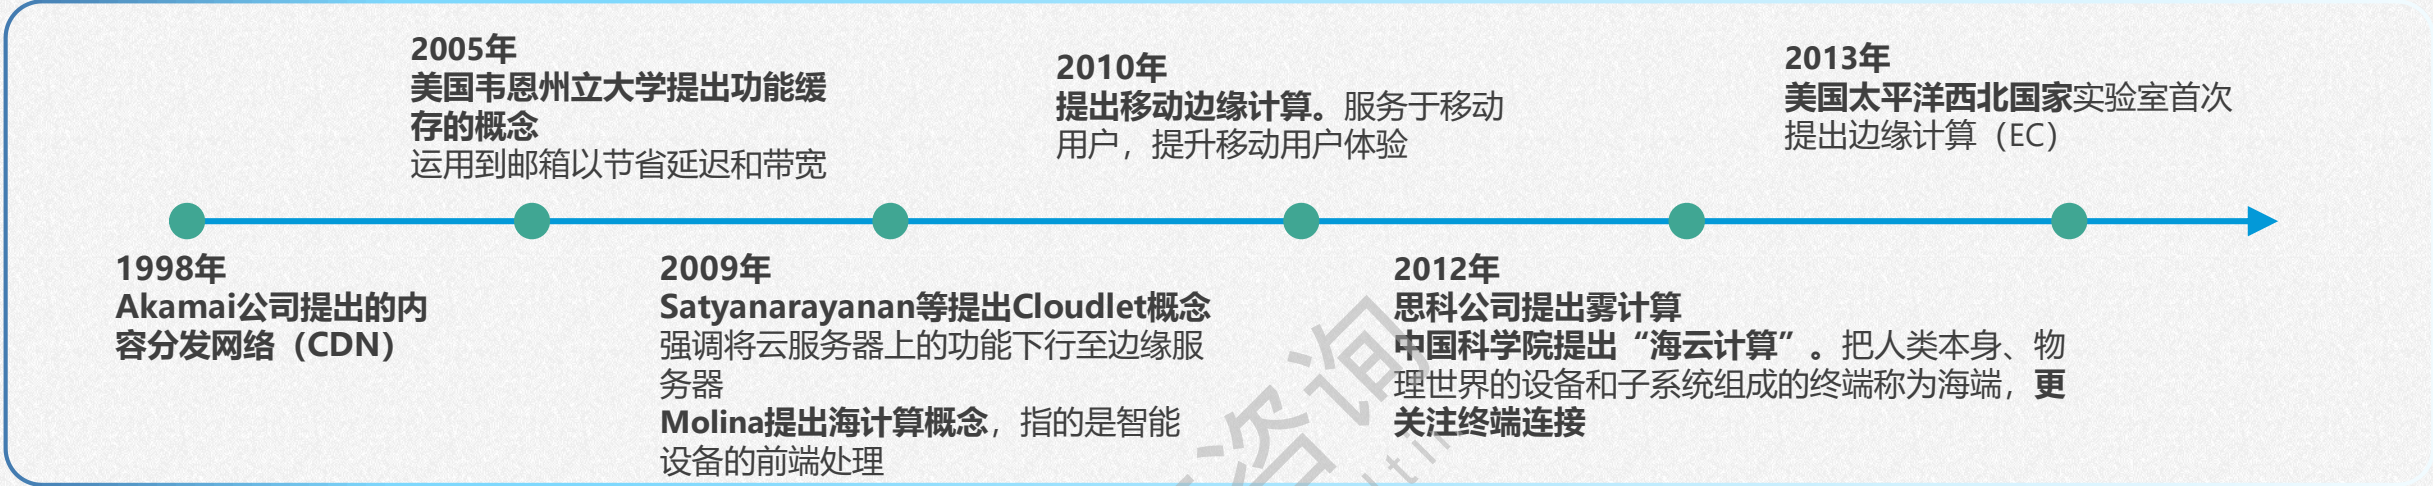 2005年
美国韦恩州立大学提出功能缓
存的概念
运用到邮箱以节省延迟和带宽
2010年
提出移动边缘计算。服务于移动
用户，提升移动用户体验
2013年
美国太平洋西北国家实验室首次
提出边缘计算（EC）
1998年
Akamai公司提出的内
容分发网络（CDN）
2009年
Satyanarayanan等提出Cloudlet概念
强调将云服务器上的功能下行至边缘服
务器
Molina提出海计算概念，指的是智能
设备的前端处理
2012年
思科公司提出雾计算
中国科学院提出“海云计算”。把人类本身、物
理世界的设备和子系统组成的终端称为海端，更
关注终端连接
咨询